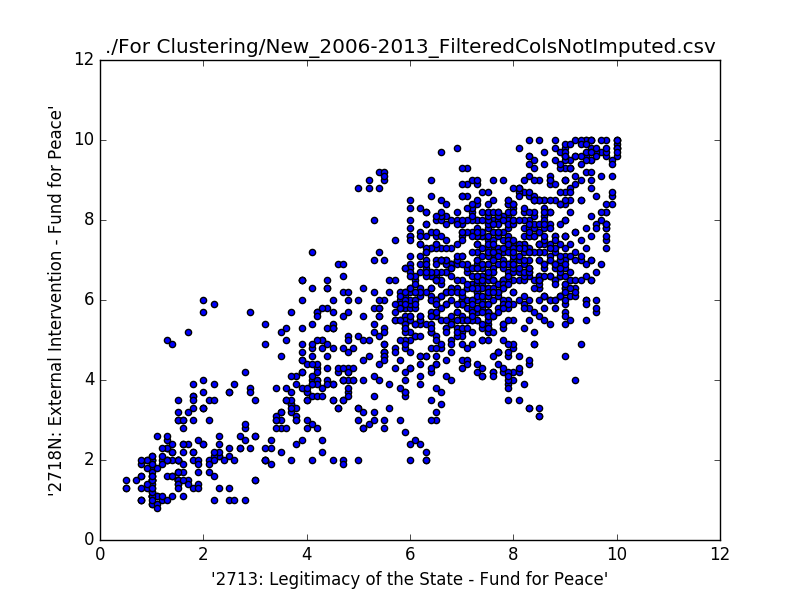 ./For Clustering/New_2006-2013_FilteredColsNotImputed.csv
12
10
8
6
4
2
0
'2718N: External Intervention - Fund for Peace'
0 2 4 6 8 10 12
'2713: Legitimacy of the State - Fund for Peace'